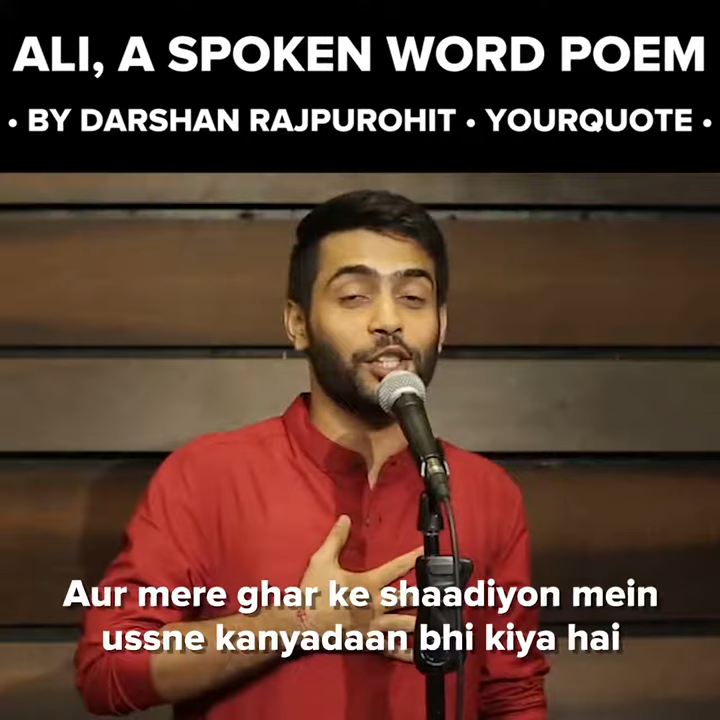 ALI, A SPOKEN WORD POEM
• BY DARSHAN RAJPUROHIT • YOURQUOTE •
Aur mere ghar ke shaadiyon mein
ussne kanyadaan bhi kiya hai